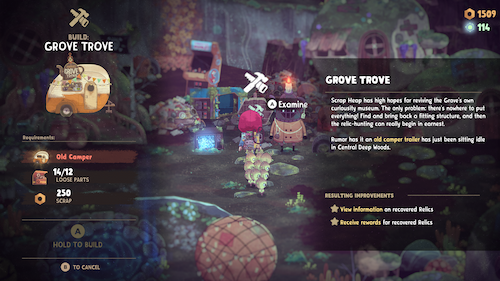 1509
114
BUILD:
GROVE TROVE
Requirements:
Old Camper
14/12
LOOSE PARTS
250
SCRAP
A
HOLD TO BUILD
B TO CANCEL
A Examine
GROVE TROVE
Scrap Heap has high hopes for reviving the Grove's own
curiosity museum. The only problem: there's nowhere to put
everything! Find and bring back a fitting structure, and then
the relic-hunting can really begin in earnest.
Rumor has it an old camper trailer has just been sitting idle
in Central Deep Woods.
RESULTING IMPROVEMENTS
View information on recovered Relics
Receive rewards for recovered Relics